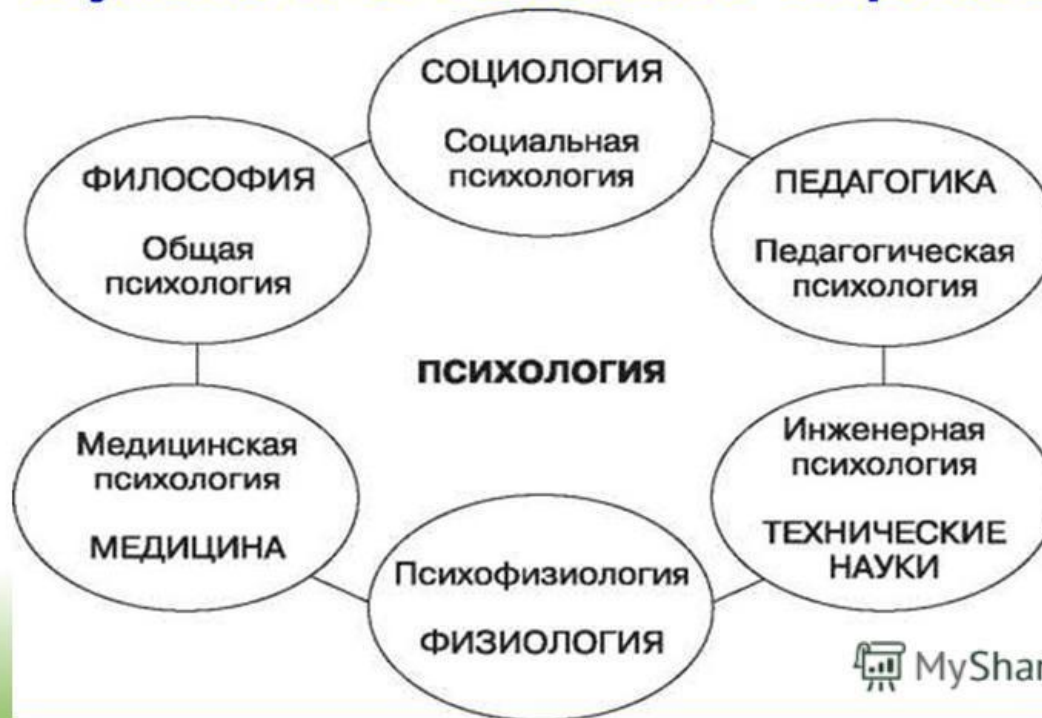 СОЦИОЛОГИЯ
Социальная
психология
ФИЛОСОФИЯ
Общая
психология
ПЕДАГОГИКА
Педагогическая
психология
ПСИХОЛОГИЯ
Медицинская
психология
МЕДИЦИНА
Инженерная
психология
ТЕХНИЧЕСКИЕ
НАУКИ
Психофизиология
ФИЗИОЛОГИЯ
MyShar